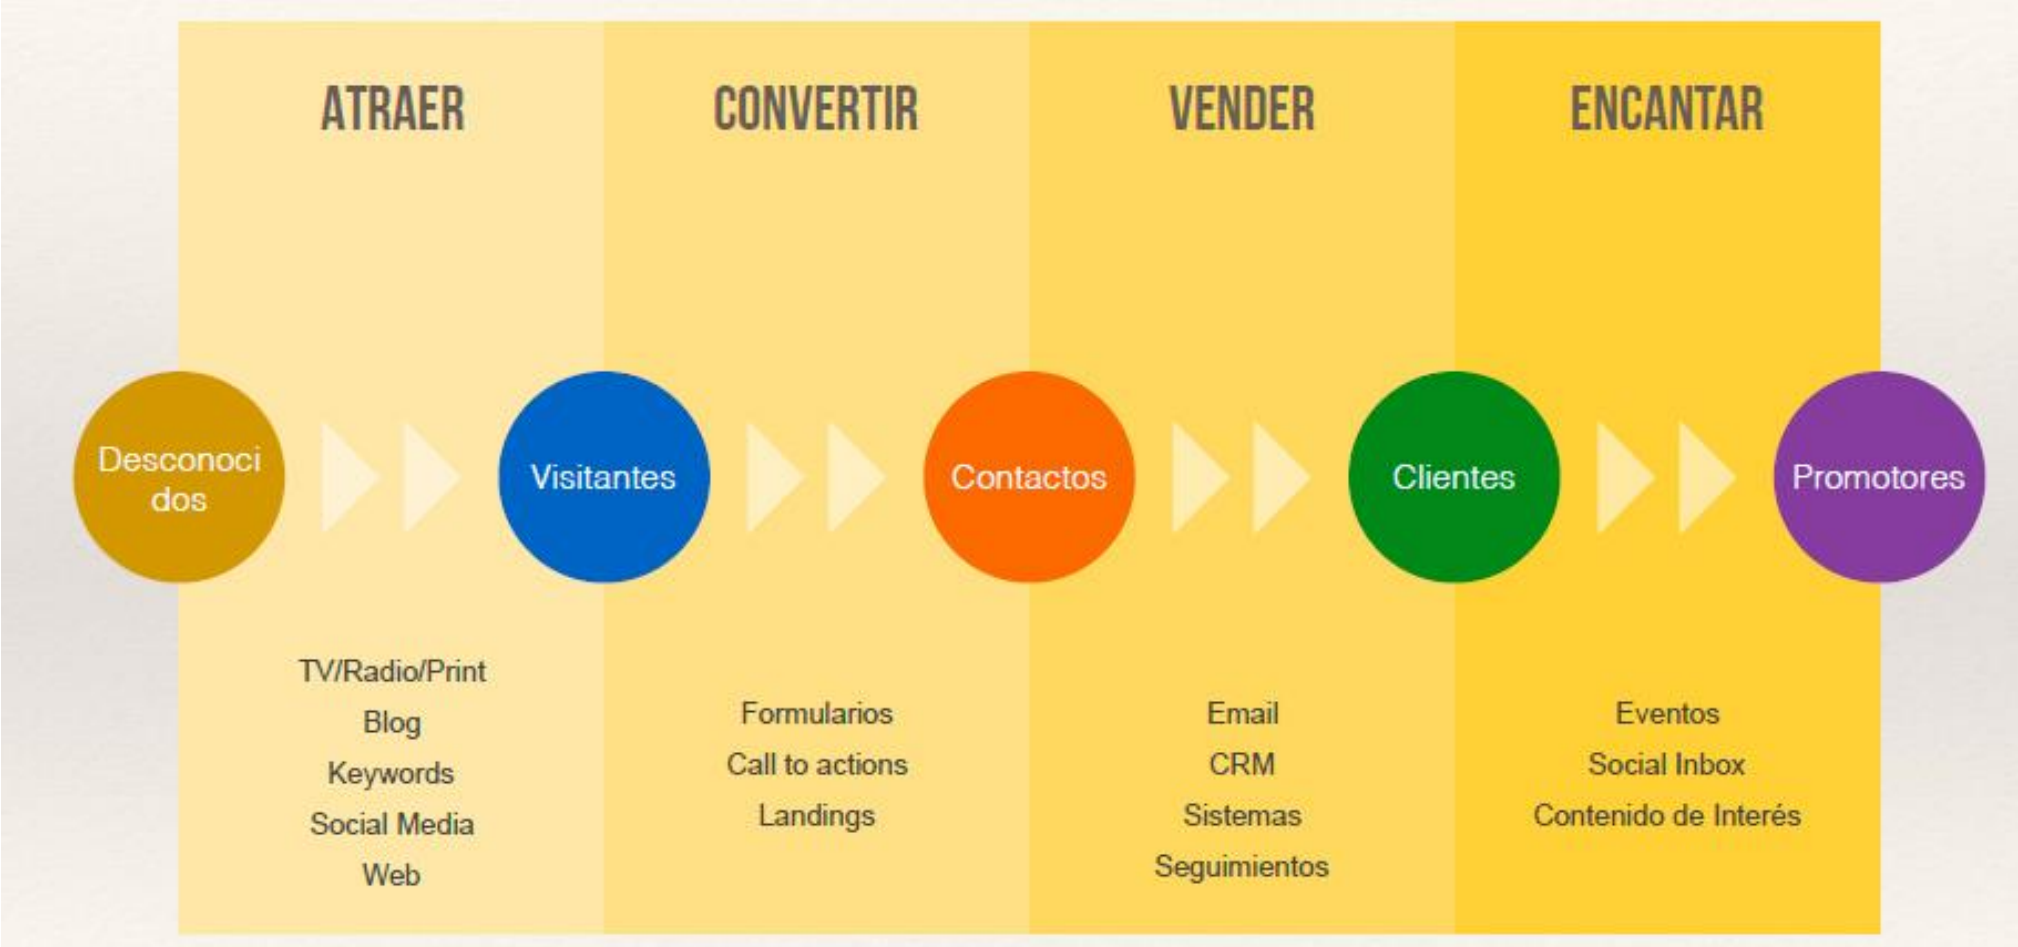 ATRAER
CONVERTIR
VENDER
ENCANTAR
Desconoci
dos
Visitantes
Contactos
Clientes
Promotores
TV/Radio/Print
Blog
Keywords
Social Media
Web
Formularios
Call to actions
Landings
Email
CRM
Sistemas
Seguimientos
Eventos
Social Inbox
Contenido de Interés